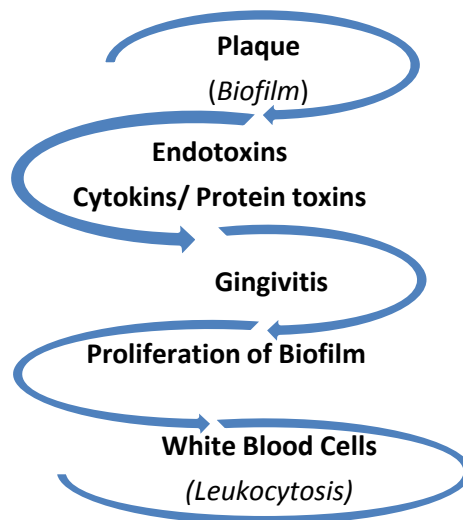 Plaque
(Biofilm)
Endotoxins
Cytokins/ Protein toxins
Gingivitis
Proliferation of Biofilm
White Blood Cells
(Leukocytosis)